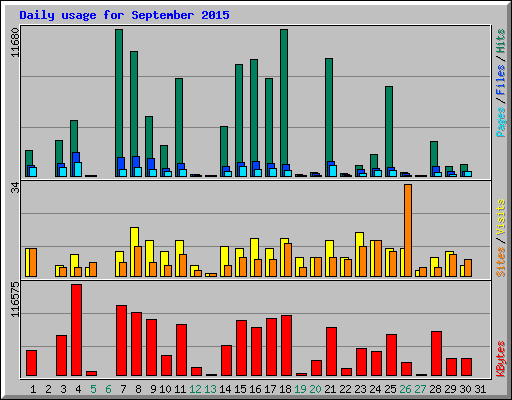 Daily usage for September 2015
11680
Pages / Files / Hits
34
Sites / Visits
116575
KBytes
1 2 3 4 5 6 7 8 9 10 11 12 13 14 15 16 17 18 19 20 21 22 23 24 25 26 27 28 29 30 31